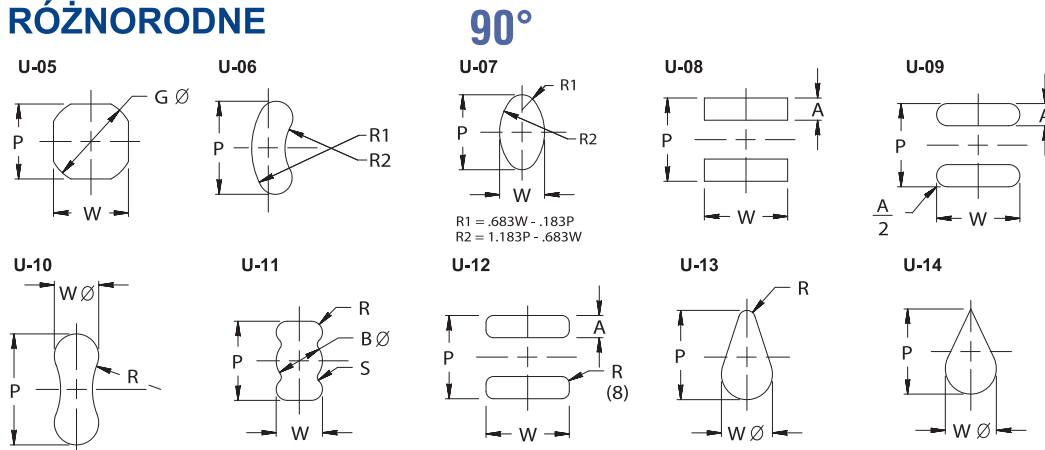 RÓŻNORODNE 90°
U-05 U-06 U-07 U-08 U-09
P G Ø W
P R1 R2
P R1 R2 W
R1 = .683W - .183P
R2 = 1.183P - .683W
P A W
P A W
A
2
U-10 U-11 U-12 U-13 U-14
W Ø P R
P R B Ø S W
P A R
(8)
W
P R W Ø
P W Ø